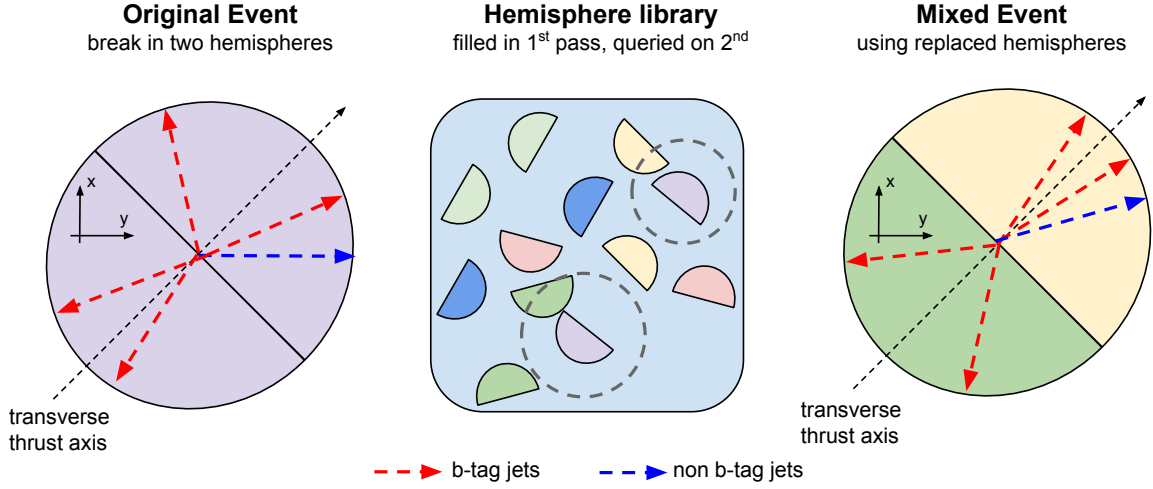 Original Event
break in two hemispheres
Hemisphere library
filled in 1st pass, queried on 2nd
Mixed Event
using replaced hemispheres
x
y
transverse
thrust axis
x
y
transverse
thrust axis
b-tag jets
non b-tag jets